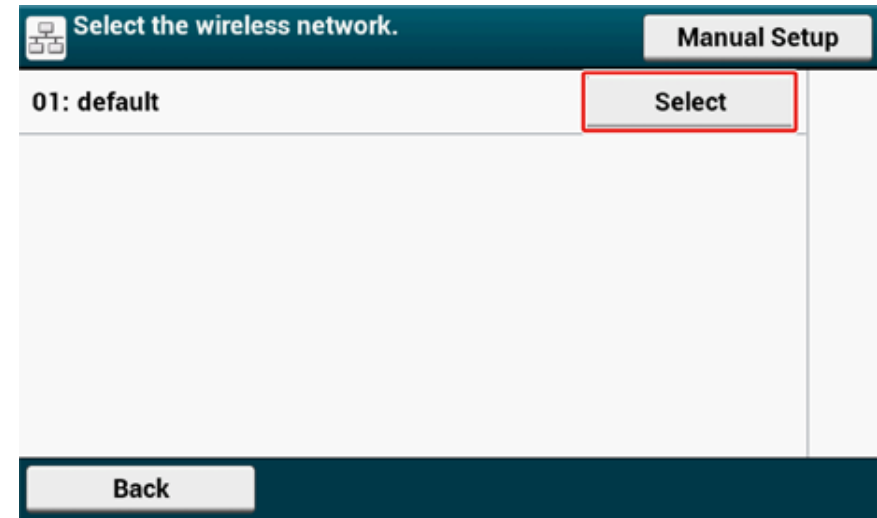 Select the wireless network.
Manual Setup
01: default
Select
Back